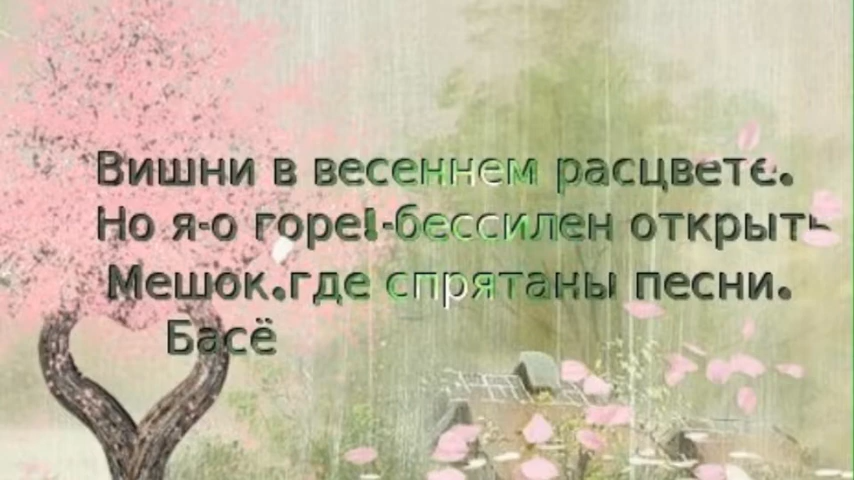 Вишни в весеннем расцвете.
Но я-о горе!-бессилен открыть
Мешок.где спрятаны песни.
Басё